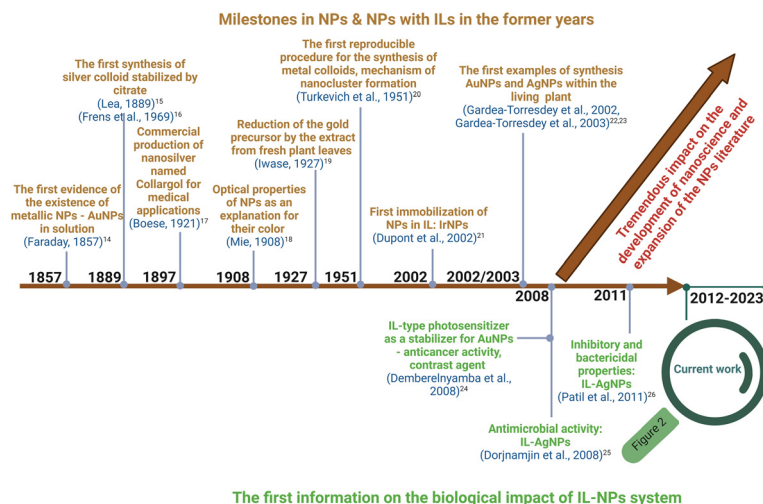 Milestones in NPs & NPs with ILs in the former years
The first synthesis of
silver colloid stabilized by
citrate
(Lea, 1889)15
(Frens et al., 1969)16
The first reproducible
procedure for the synthesis of
metal colloids, mechanism of
nanocluster formation
(Turkevich et al., 1951)20
The first examples of synthesis
AuNPs and AgNPs within the
living plant
(Gardea-Torresdey et al., 2002,
Gardea-Torresdey et al., 2003)22,23
Tremendous impact on the
development of nanoscience and
expansion of the NPs literature
Commercial
production of
nanosilver
named
Collargol for
medical
applications
(Boese, 1921)17
Reduction of the gold
precursor by the extract
from fresh plant leaves
(Iwase, 1927)19
The first evidence of
the existence of
metallic NPs - AuNPs
in solution
(Faraday, 1857)14
Optical properties
of NPs as an
explanation for
their color
(Mie, 1908)18
First immobilization of
NPs in IL: IrNPs
(Dupont et al., 2002)21
1857 1889 1897 1908 1927 1951 2002 2002/2003
2008 2011 2012-2023
IL-type photosensitizer
as a stabilizer for AuNPs
- anticancer activity,
contrast agent
(Demberelnyamba et al.,
2008)24
Inhibitory and
bactericidal
properties:
IL-AgNPs
(Patil et al., 2011)26
Current work
Figure 2
Antimicrobial activity:
IL-AgNPs
(Dorjnamjin et al., 2008)25
The first information on the biological impact of IL-NPs system